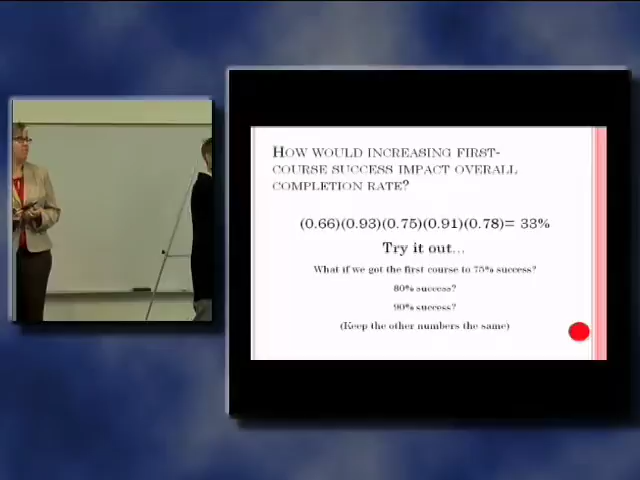 HOW WOULD INCREASING FIRST-
COURSE SUCCESS IMPACT OVERALL
COMPLETION RATE?
(0.66)(0.93)(0.75)(0.91)(0.78)= 33%
Try it out...
What if we got the first course to 75% success?
80% success?
90% success?
(Keep the other numbers the same)